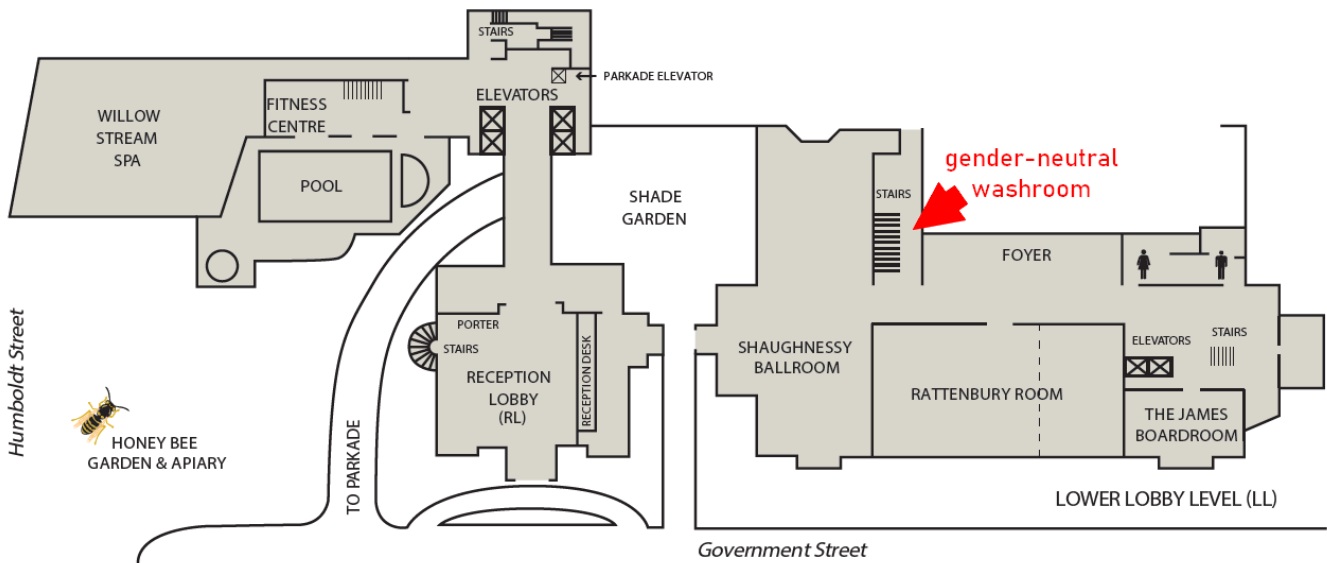 STAIRS
PARKADE ELEVATOR
ELEVATORS
WILLOW
STREAM
SPA
FITNESS
CENTRE
POOL
SHADE
GARDEN
STAIRS
gender-neutral
washroom
FOYER
Humboldt Street
HONEY BEE
GARDEN & APIARY
TO PARKADE
PORTER
STAIRS
RECEPTION
LOBBY
(RL)
RECEPTION DESK
SHAUGHNESSY
BALLROOM
RATTENBURY ROOM
ELEVATORS
STAIRS
THE JAMES
BOARDROOM
LOWER LOBBY LEVEL (LL)
Government Street